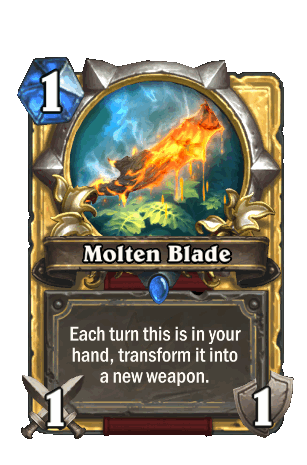 1
Molten Blade
Each turn this is in your
hand, transform it into
a new weapon.
1 1